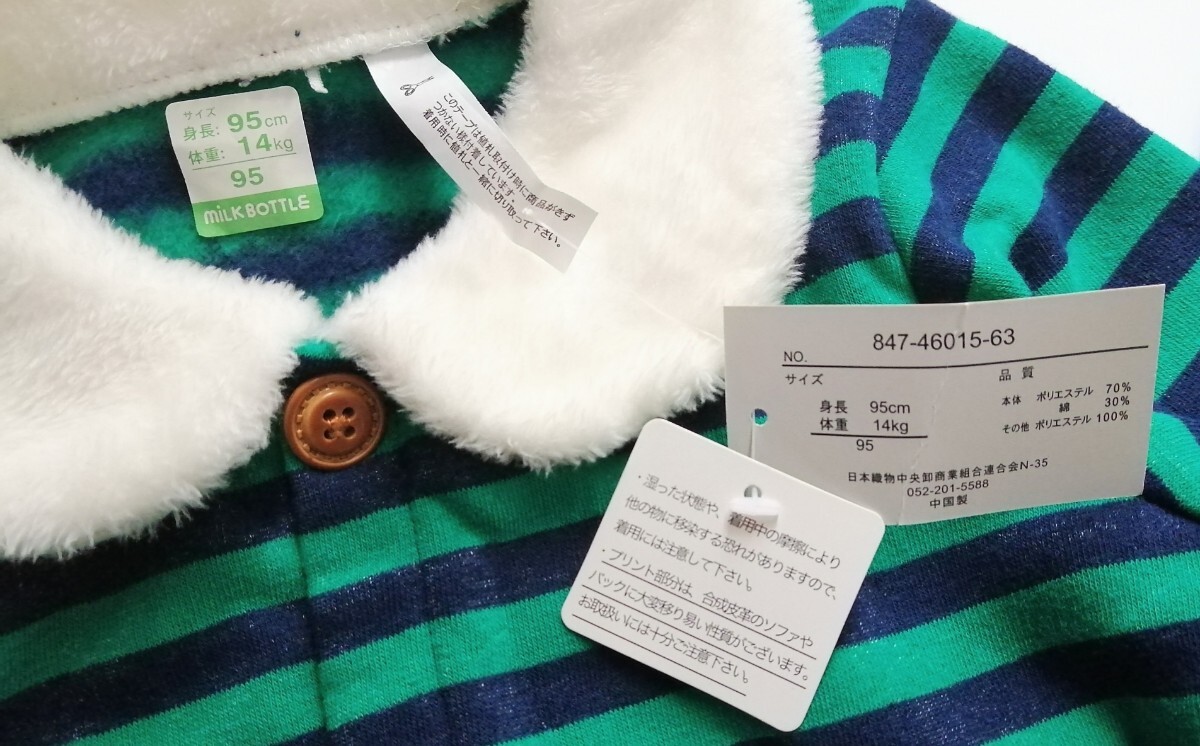 サイズ
身長: 95cm
体重: 14kg
95
MiLKBOTTLE
このテープは値札取付け時に商品がきず
つかない様付着しています。
着用時に値札と一緒に切り取って下さい。
NO. 847-46015-63
サイズ
身長 95cm
体重 14kg
95
品質
本体 ポリエステル 70%
綿 30%
その他 ポリエステル 100%
日本織物中央卸商業組合連合会N-35
052-201-5588
中国製
・湿った状態や、着用中の摩擦により
他の物に移染する恐れがありますので、
着用には注意して下さい。
・プリント部分は、合成皮革のソファや
バックに大変移り易い性質がございます。
お取扱いには十分ご注意下さい。